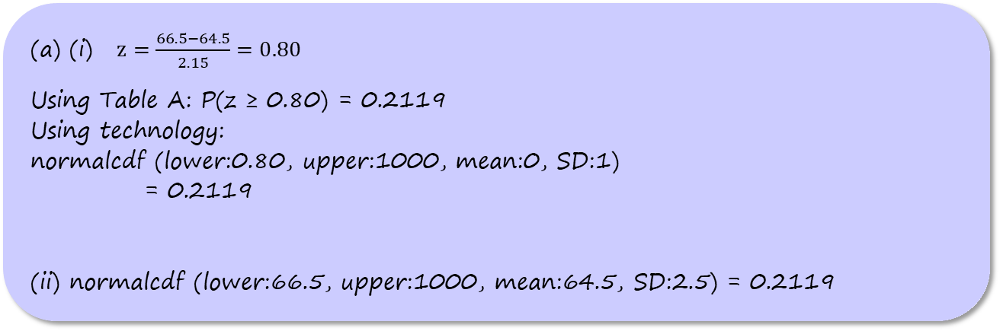 (a) (i) z = \frac{66.5−64.5}{2.15} = 0.80
Using Table A: P(z ≥ 0.80) = 0.2119
Using technology:
normalcdf (lower:0.80, upper:1000, mean:0, SD:1)
= 0.2119
(ii) normalcdf (lower:66.5, upper:1000, mean:64.5, SD:2.5) = 0.2119